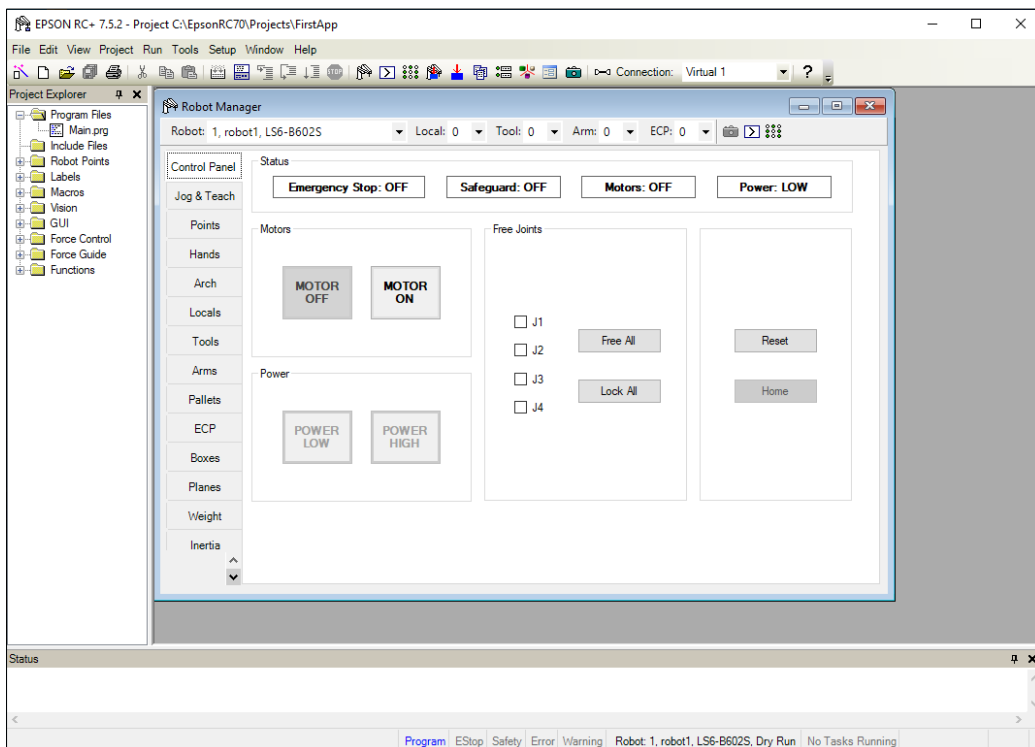 EPSON RC+ 7.5.2 - Project C:\EpsonRC70\Projects\FirstApp
File Edit View Project Run Tools Setup Window Help
Connection: Virtual 1
Project Explorer
Program Files
Main.prg
Include Files
Robot Points
Labels
Macros
Vision
GUI
Force Control
Force Guide
Functions
Robot Manager
Robot: 1, robot1, LS6-B602S Local: 0 Tool: 0 Arm: 0 ECP: 0
Control Panel
Jog & Teach
Points
Hands
Arch
Locals
Tools
Arms
Pallets
ECP
Boxes
Planes
Weight
Inertia
Status
Emergency Stop: OFF Safeguard: OFF Motors: OFF Power: LOW
Motors
MOTOR OFF
MOTOR ON
Power
POWER LOW
POWER HIGH
Free Joints
J1
J2
J3
J4
Free All
Lock All
Reset
Home
Status
Program EStop Safety Error Warning Robot: 1, robot1, LS6-B602S, Dry Run No Tasks Running